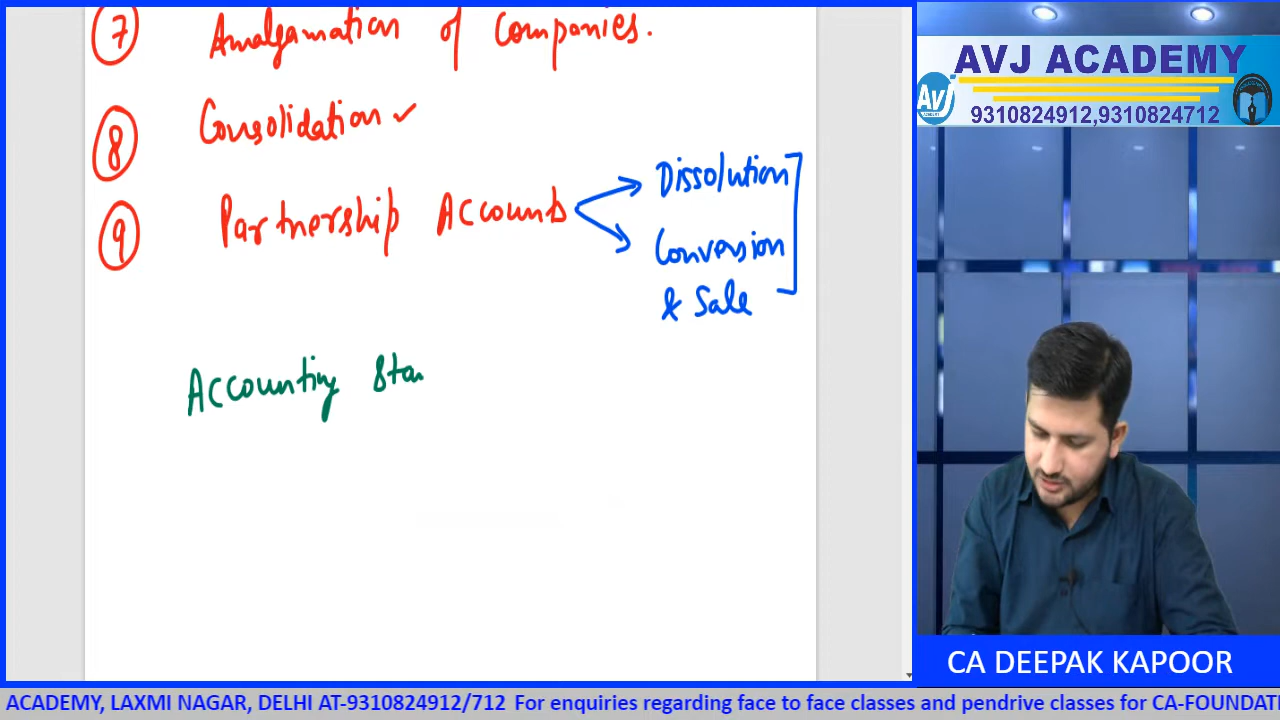 7 Amalgamation of Companies.
8 Consolidation ✓
9 Partnership Accounts
Dissolution
Conversion
& Sale
Accounting Sta
AVJ ACADEMY
AVJ
9310824912,9310824712
CA DEEPAK KAPOOR
ACADEMY, LAXMI NAGAR, DELHI AT-9310824912/712 For enquiries regarding face to face classes and pendrive classes for CA-FOUNDATI